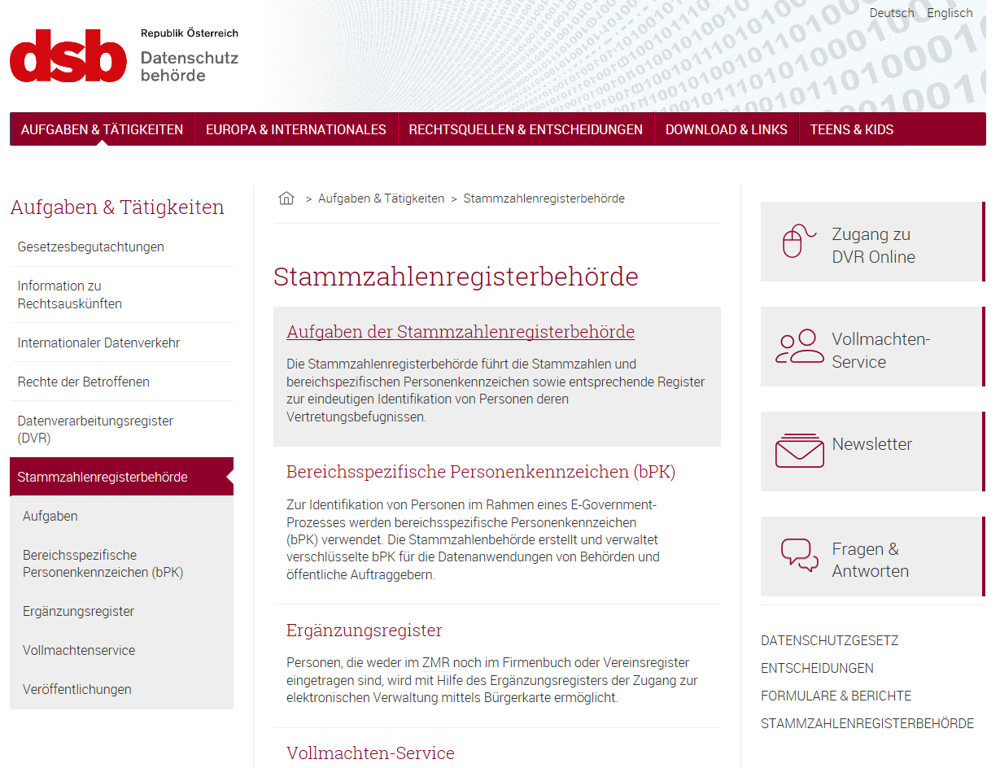 Deutsch Englisch
dsb
Republik Österreich
Datenschutz
behörde
AUFGABEN & TÄTIGKEITEN EUROPA & INTERNATIONALES RECHTSQUELLEN & ENTSCHEIDUNGEN DOWNLOAD & LINKS TEENS & KIDS
Aufgaben & Tätigkeiten
Gesetzesbegutachtungen
Information zu
Rechtsauskünften
Internationaler Datenverkehr
Rechte der Betroffenen
Datenverarbeitungsregister
(DVR)
Stammzahlenregisterbehörde
Aufgaben
Bereichsspezifische
Personenkennzeichen (bPK)
Ergänzungsregister
Vollmachtenservice
Veröffentlichungen
> Aufgaben & Tätigkeiten > Stammzahlenregisterbehörde
Stammzahlenregisterbehörde
Aufgaben der Stammzahlenregisterbehörde
Die Stammzahlenregisterbehörde führt die Stammzahlen und
bereichspezifischen Personenkennzeichen sowie entsprechende Register
zur eindeutigen Identifikation von Personen deren
Vertretungsbefugnissen.
Bereichsspezifische Personenkennzeichen (bPK)
Zur Identifikation von Personen im Rahmen eines E-Government-
Prozesses werden bereichsspezifische Personenkennzeichen
(bPK) verwendet. Die Stammzahlenbehörde erstellt und verwaltet
verschlüsselte bPK für die Datenanwendungen von Behörden und
öffentliche Auftraggebern.
Ergänzungsregister
Personen, die weder im ZMR noch im Firmenbuch oder Vereinsregister
eingetragen sind, wird mit Hilfe des Ergänzungsregisters der Zugang zur
elektronischen Verwaltung mittels Bürgerkarte ermöglicht.
Vollmachten-Service
Zugang zu
DVR Online
Vollmachten-
Service
Newsletter
Fragen &
Antworten
DATENSCHUTZGESETZ
ENTSCHEIDUNGEN
FORMULARE & BERICHTE
STAMMZAHLENREGISTERBEHÖRDE